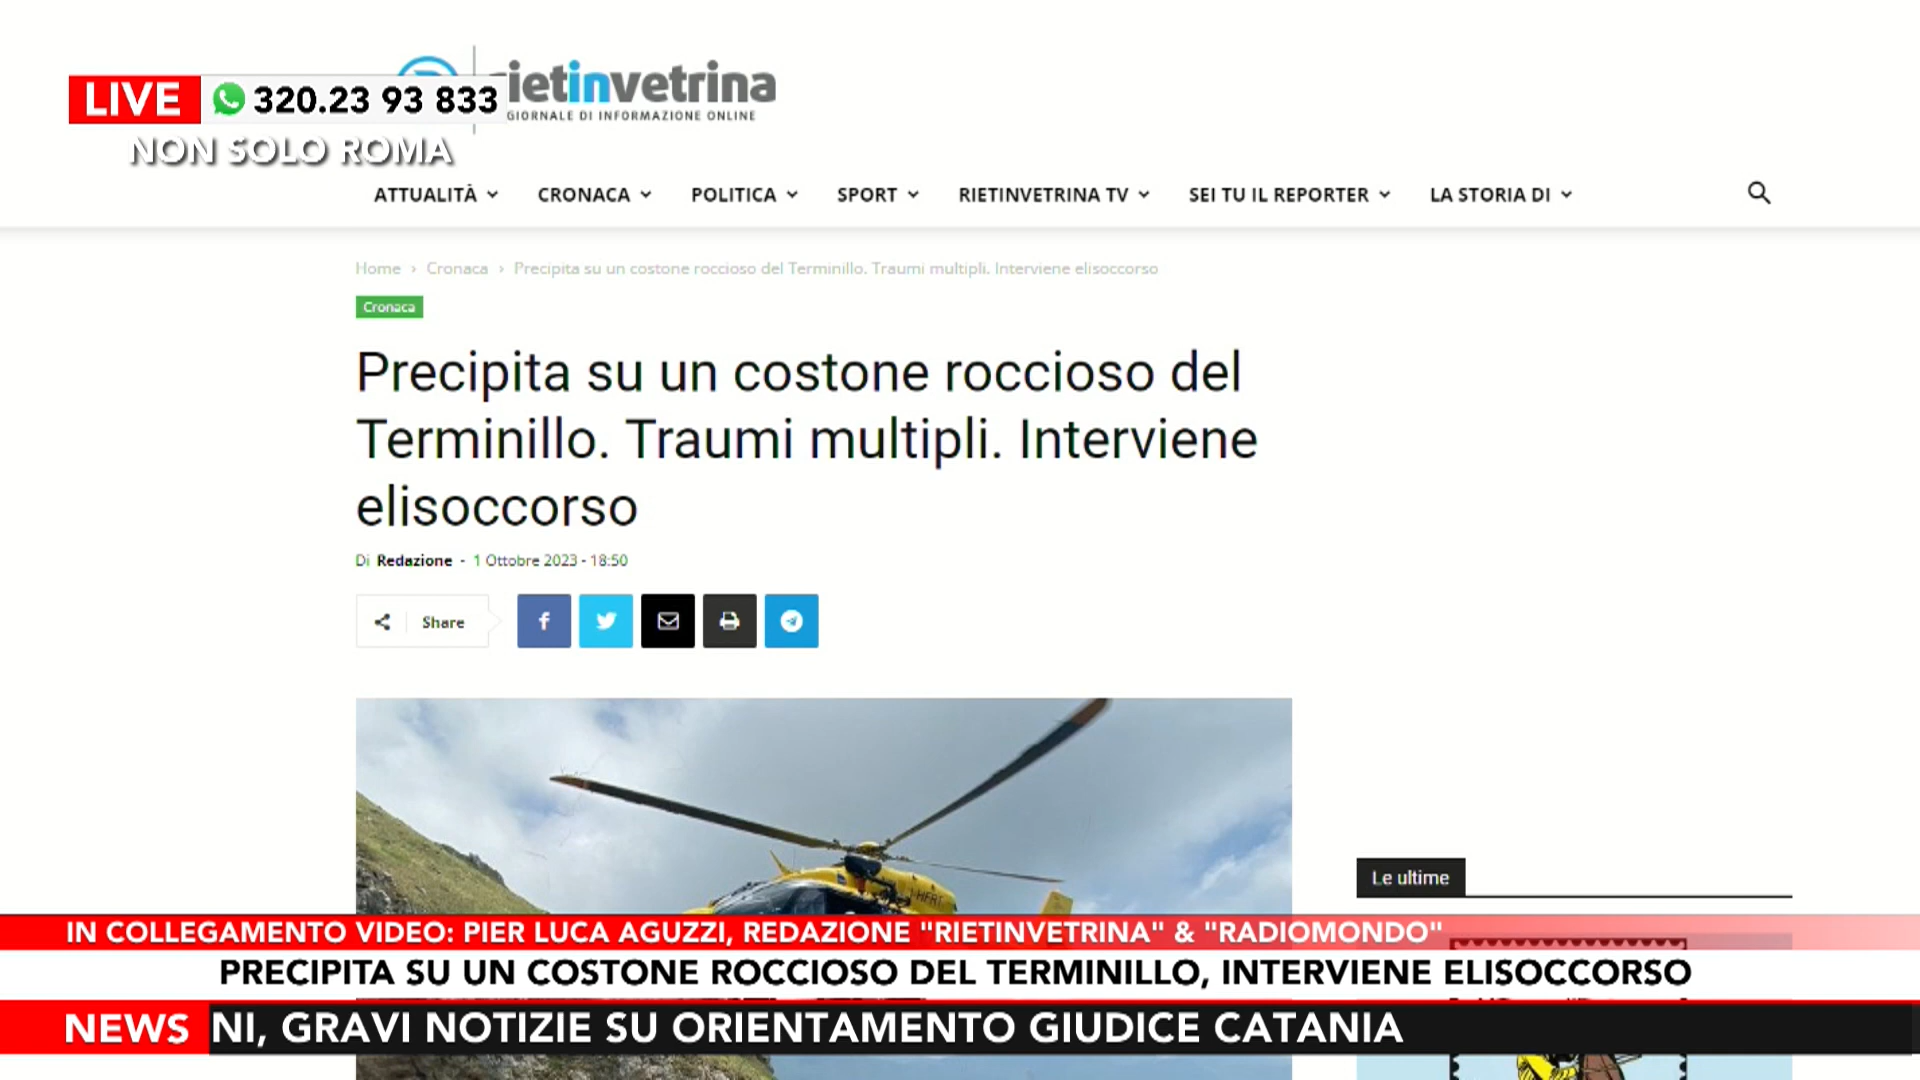 LIVE 320.23 93 833
NON SOLO ROMA
rietinvetrina
GIORNALE DI INFORMAZIONE ONLINE
ATTUALITÀ CRONACA POLITICA SPORT RIETINVETRINA TV SEI TU IL REPORTER LA STORIA DI
Home › Cronaca › Precipita su un costone roccioso del Terminillo. Traumi multipli. Interviene elisoccorso
Cronaca
Precipita su un costone roccioso del
Terminillo. Traumi multipli. Interviene
elisoccorso
Di Redazione - 1 Ottobre 2023 - 18:50
Share
I-HFRT
Le ultime
IN COLLEGAMENTO VIDEO: PIER LUCA AGUZZI, REDAZIONE "RIETINVETRINA" & "RADIOMONDO"
PRECIPITA SU UN COSTONE ROCCIOSO DEL TERMINILLO, INTERVIENE ELISOCCORSO
NEWS NI, GRAVI NOTIZIE SU ORIENTAMENTO GIUDICE CATANIA